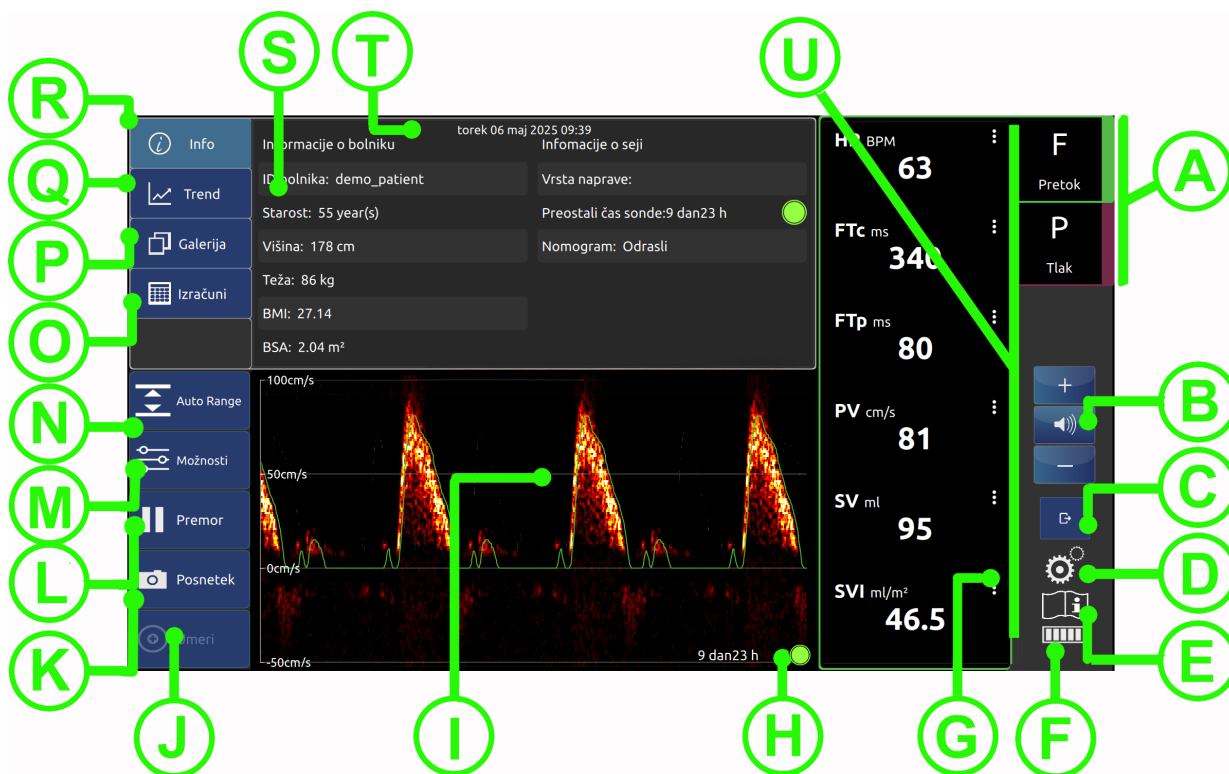 S
T
U
R
Q
P
O
N
M
L
K
J
I
H
G
F
E
D
C
B
A
Info
Trend
Galerija
Izračuni
Auto Range
Možnosti
Premor
Posnetek
torek 06 maj 2025 09:39
Informacije o bolniku
ID bolnika: demo_patient
Starost: 55 year(s)
Višina: 178 cm
Teža: 86 kg
BMI: 27.14
BSA: 2.04 m²
Infomacije o seji
Vrsta naprave:
Preostali čas sonde:9 dan23 h
Nomogram: Odrasli
100cm/s
50cm/s
0cm/s
-50cm/s
9 dan23 h
HR BPM
63
FTc ms
340
FTp ms
80
PV cm/s
81
SV ml
95
SVI ml/m²
46.5
F
Pretok
P
Tlak
+
−
i